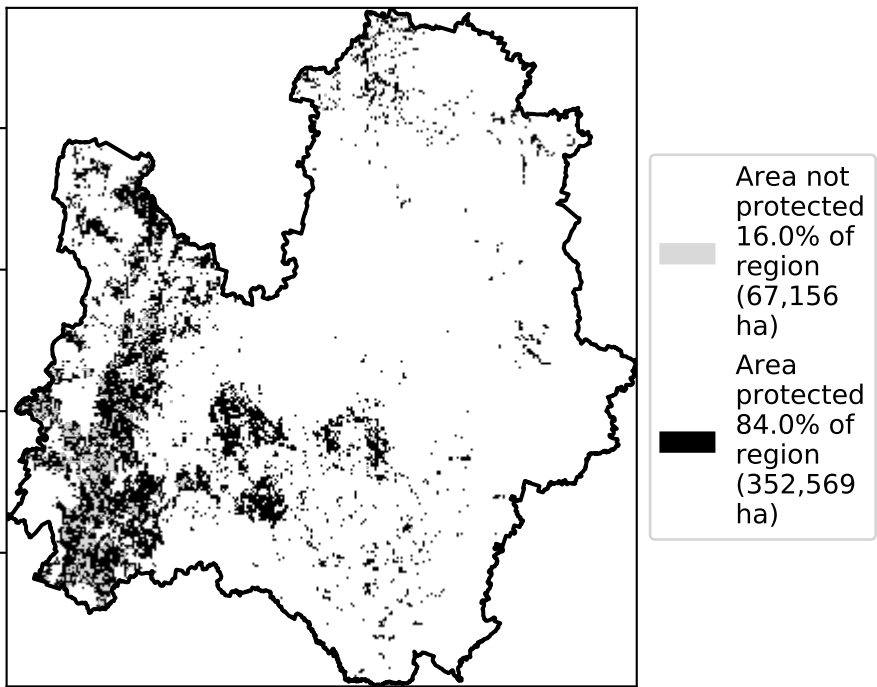 Area not
protected
16.0% of
region
(67,156
ha)
Area
protected
84.0% of
region
(352,569
ha)